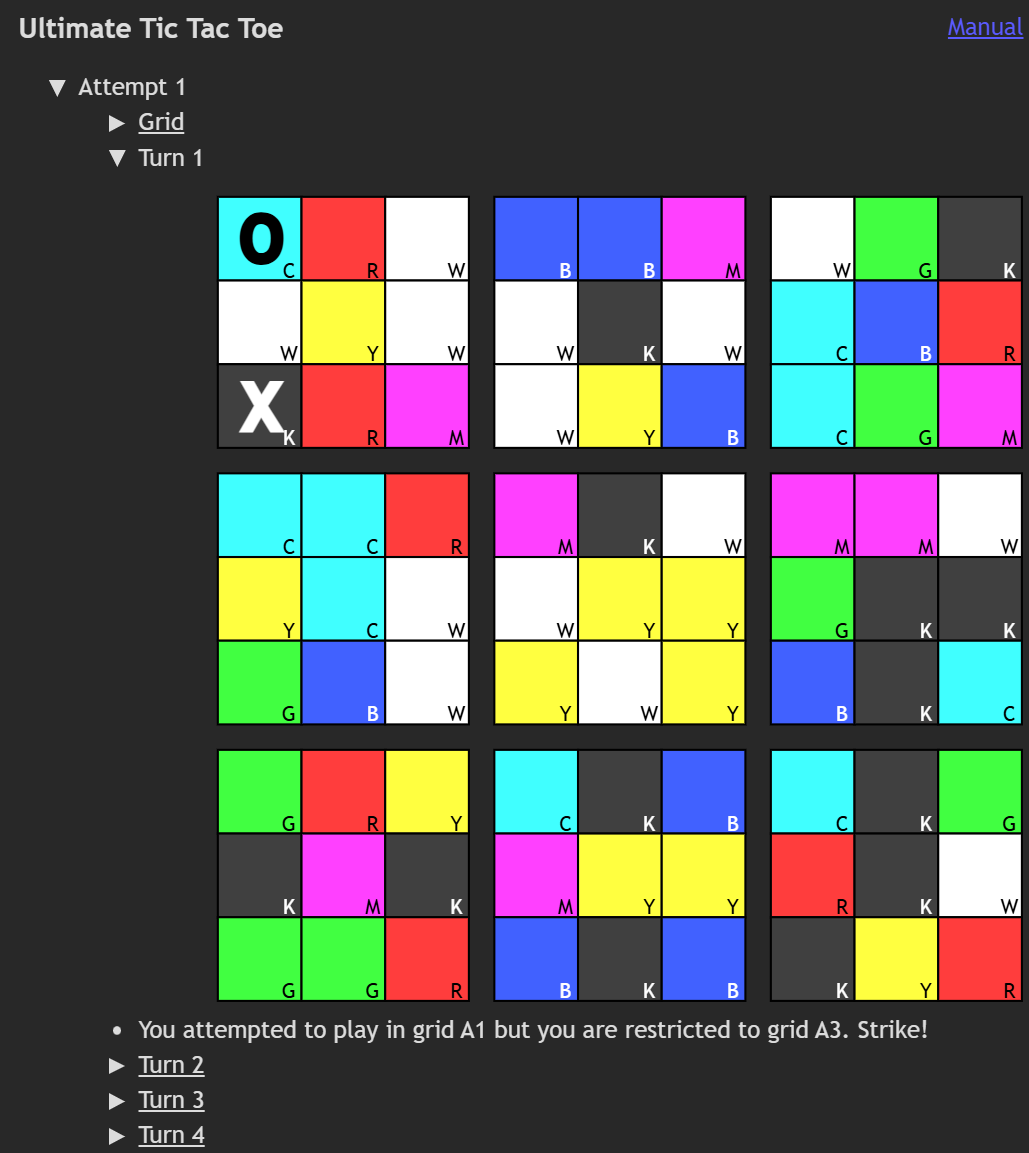 Ultimate Tic Tac Toe Manual
▼ Attempt 1
▶ Grid
▼ Turn 1
O C R W B B M W G K
W Y W W K W C B R
X K R M W Y B C G M
C C R M K W M M W
Y C W W Y Y G K K
G B W Y W Y B K C
G R Y C K B C K G
K M K M Y Y R K W
G G R B K B K Y R
• You attempted to play in grid A1 but you are restricted to grid A3. Strike!
▶ Turn 2
▶ Turn 3
▶ Turn 4